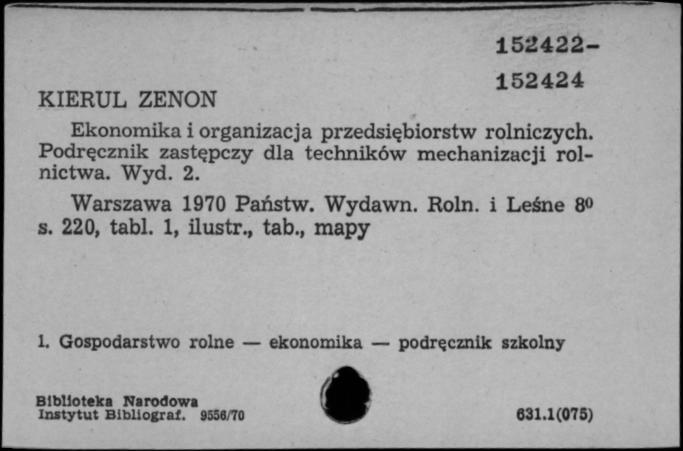 152422-
152424
KIERUL ZENON
Ekonomika i organizacja przedsiębiorstw rolniczych.
Podręcznik zastępczy dla techników mechanizacji rol-
nictwa. Wyd. 2.
Warszawa 1970 Państw. Wydawn. Roln. i Leśne 8⁰
s. 220, tabl. 1, ilustr., tab., mapy
1. Gospodarstwo rolne — ekonomika — podręcznik szkolny
Biblioteka Narodowa
Instytut Bibliograf. 9556/70
631.1(075)